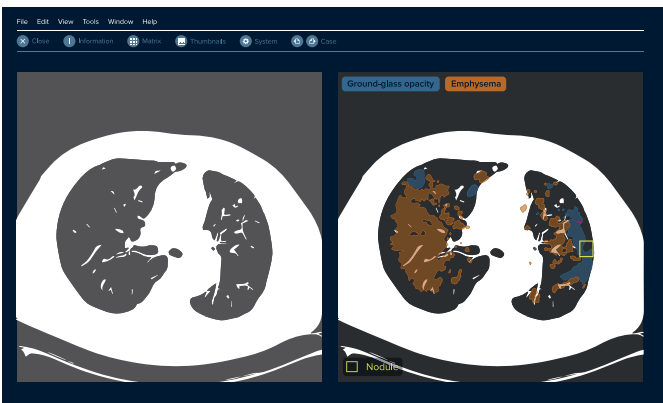 File Edit View Tools Window Help
Close Information Matrix Thumbnails System Case
Ground-glass opacity Emphysema
Nodule